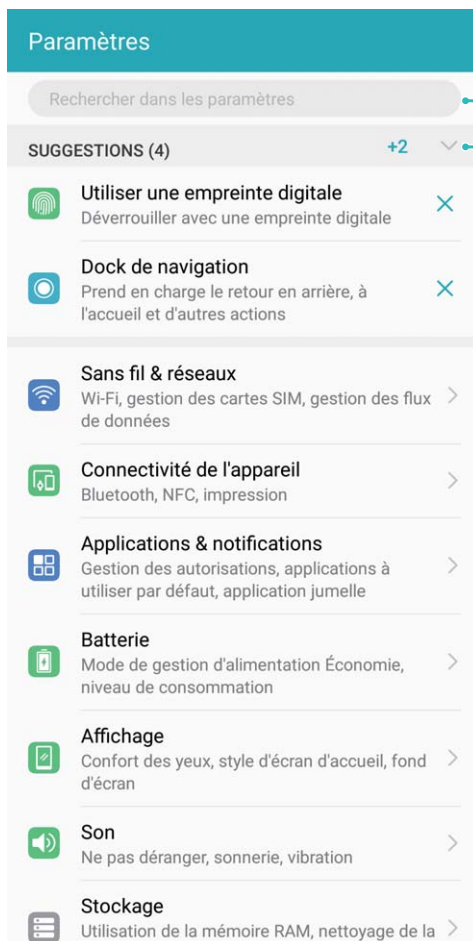 Paramètres
Rechercher dans les paramètres
SUGGESTIONS (4) +2
Utiliser une empreinte digitale
Déverrouiller avec une empreinte digitale
Dock de navigation
Prend en charge le retour en arrière, à
l'accueil et d'autres actions
Sans fil & réseaux
Wi-Fi, gestion des cartes SIM, gestion des flux
de données
Connectivité de l'appareil
Bluetooth, NFC, impression
Applications & notifications
Gestion des autorisations, applications à
utiliser par défaut, application jumelle
Batterie
Mode de gestion d'alimentation Économie,
niveau de consommation
Affichage
Confort des yeux, style d'écran d'accueil, fond
d'écran
Son
Ne pas déranger, sonnerie, vibration
Stockage
Utilisation de la mémoire RAM, nettoyage de la